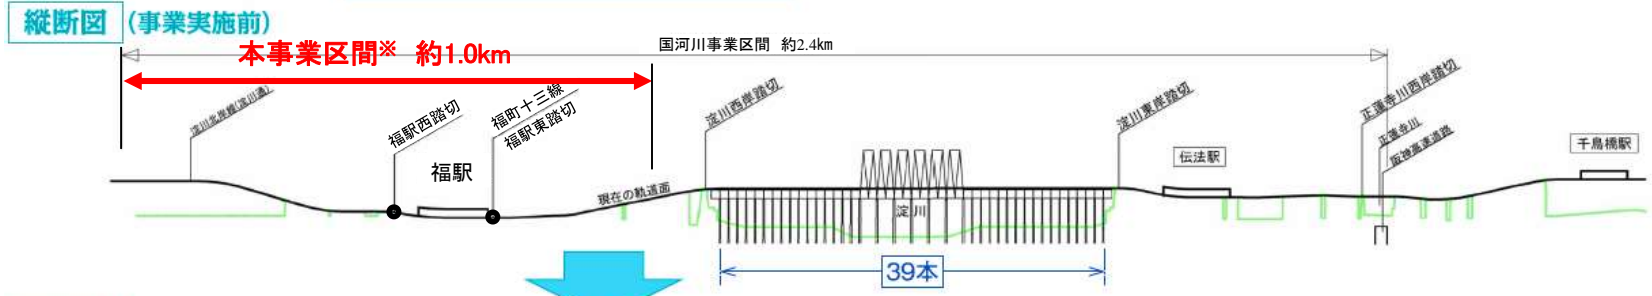 縦断図 (事業実施前)
国河川事業区間 約2.4km
本事業区間※ 約1.0km
淀川北岸線(淀川通)
福駅西踏切
福町十三線
福駅東踏切
福駅
現在の軌道面
淀川西岸踏切
淀川
淀川東岸踏切
伝法駅
正蓮寺川西岸踏切
正蓮寺川
阪神高速道路
千鳥橋駅
39本